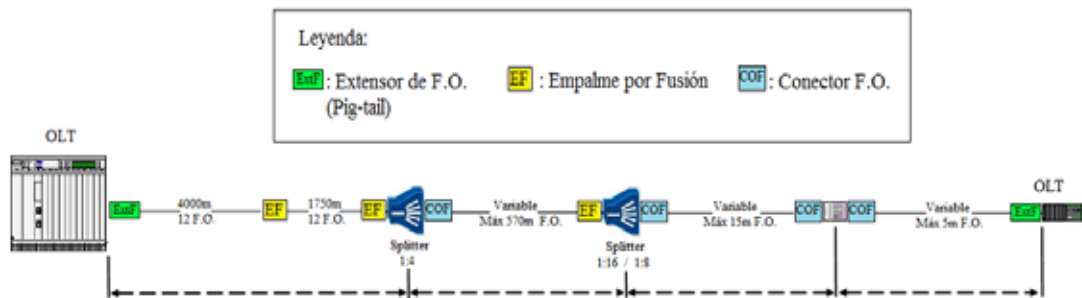 Leyenda:
ExtF : Extensor de F.O.
(Pig-tail)
EF : Empalme por Fusión
COF : Conector F.O.
OLT
ExtF
4000m
12 F.O.
EF
1750m
12 F.O.
EF
Splitter
1:4
COF
Variable
Máx 570m F.O.
EF
Splitter
1:16 / 1:8
COF
Variable
Máx 15m F.O.
COF
COF
Variable
Máx 5m F.O.
ExtF
OLT